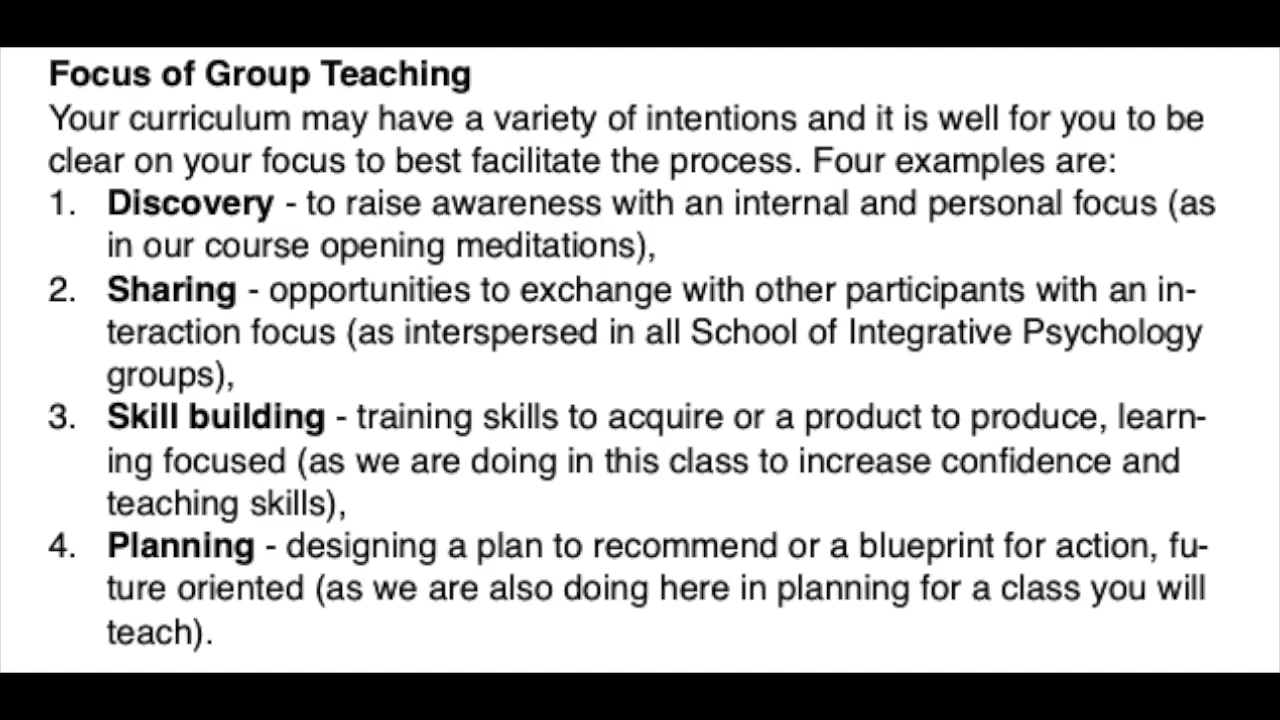 Focus of Group Teaching
Your curriculum may have a variety of intentions and it is well for you to be
clear on your focus to best facilitate the process. Four examples are:
1. Discovery - to raise awareness with an internal and personal focus (as
in our course opening meditations),
2. Sharing - opportunities to exchange with other participants with an in-
teraction focus (as interspersed in all School of Integrative Psychology
groups),
3. Skill building - training skills to acquire or a product to produce, learn-
ing focused (as we are doing in this class to increase confidence and
teaching skills),
4. Planning - designing a plan to recommend or a blueprint for action, fu-
ture oriented (as we are also doing here in planning for a class you will
teach).